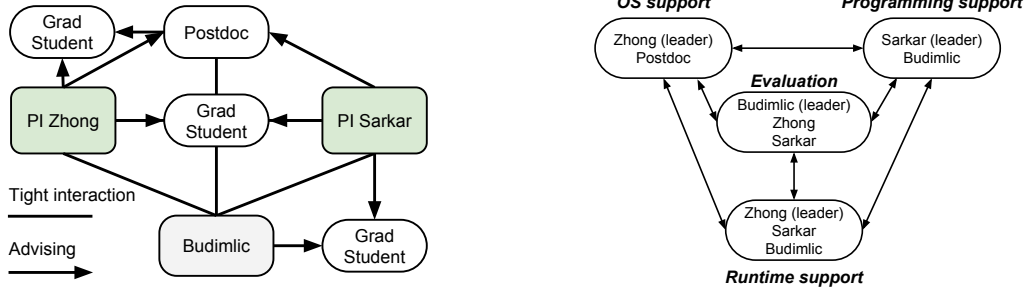 Grad
Student
Postdoc
PI Zhong
Grad
Student
PI Sarkar
Tight interaction
Advising
Budimlic
Grad
Student
OS support
Programming support
Zhong (leader)
Postdoc
Sarkar (leader)
Budimlic
Evaluation
Budimlic (leader)
Zhong
Sarkar
Zhong (leader)
Sarkar
Budimlic
Runtime support